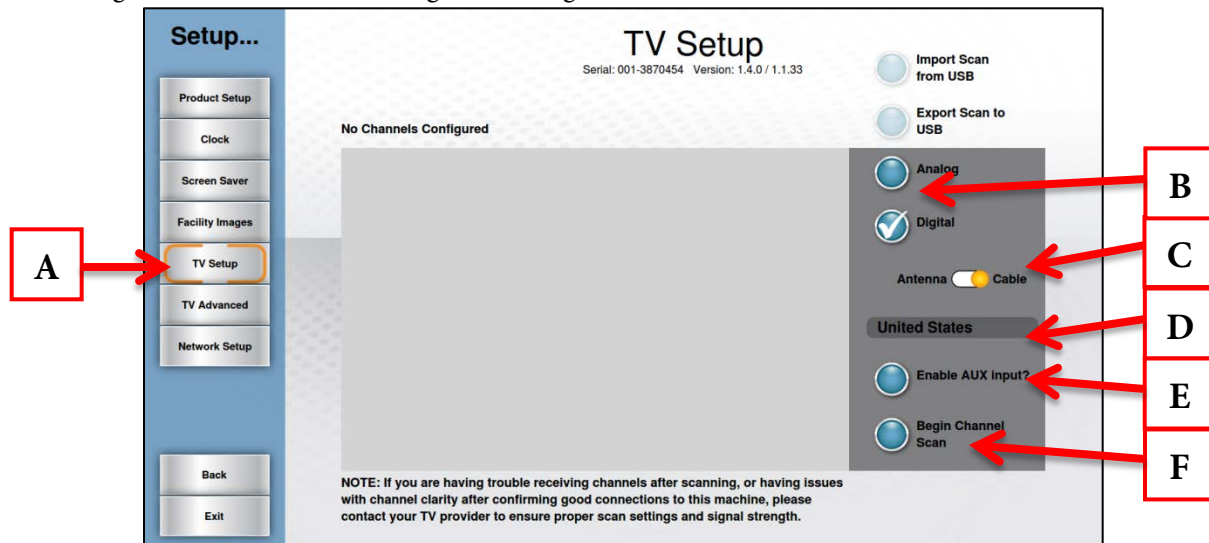 Setup...
Product Setup
Clock
Screen Saver
Facility Images
TV Setup
TV Advanced
Network Setup
Back
Exit
TV Setup
Serial: 001-3870454 Version: 1.4.0 / 1.1.33
No Channels Configured
Import Scan
from USB
Export Scan to
USB
Analog
Digital
Antenna Cable
United States
Enable AUX input?
Begin Channel
Scan
NOTE: If you are having trouble receiving channels after scanning, or having issues
with channel clarity after confirming good connections to this machine, please
contact your TV provider to ensure proper scan settings and signal strength.
A
B
C
D
E
F